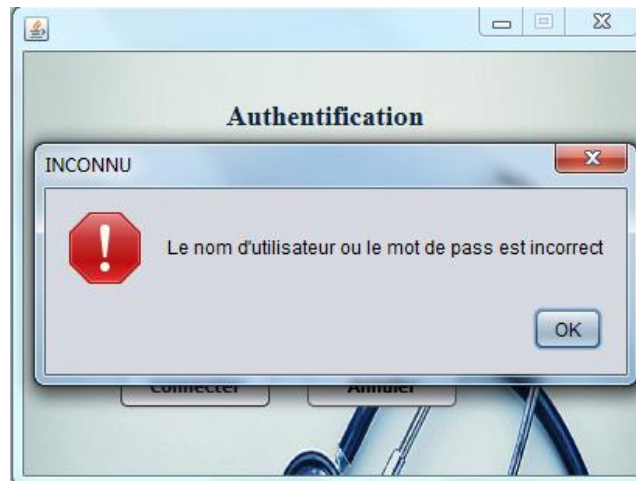 Authentification
INCONNU
Le nom d'utilisateur ou le mot de pass est incorrect
OK
Connecter Annuler